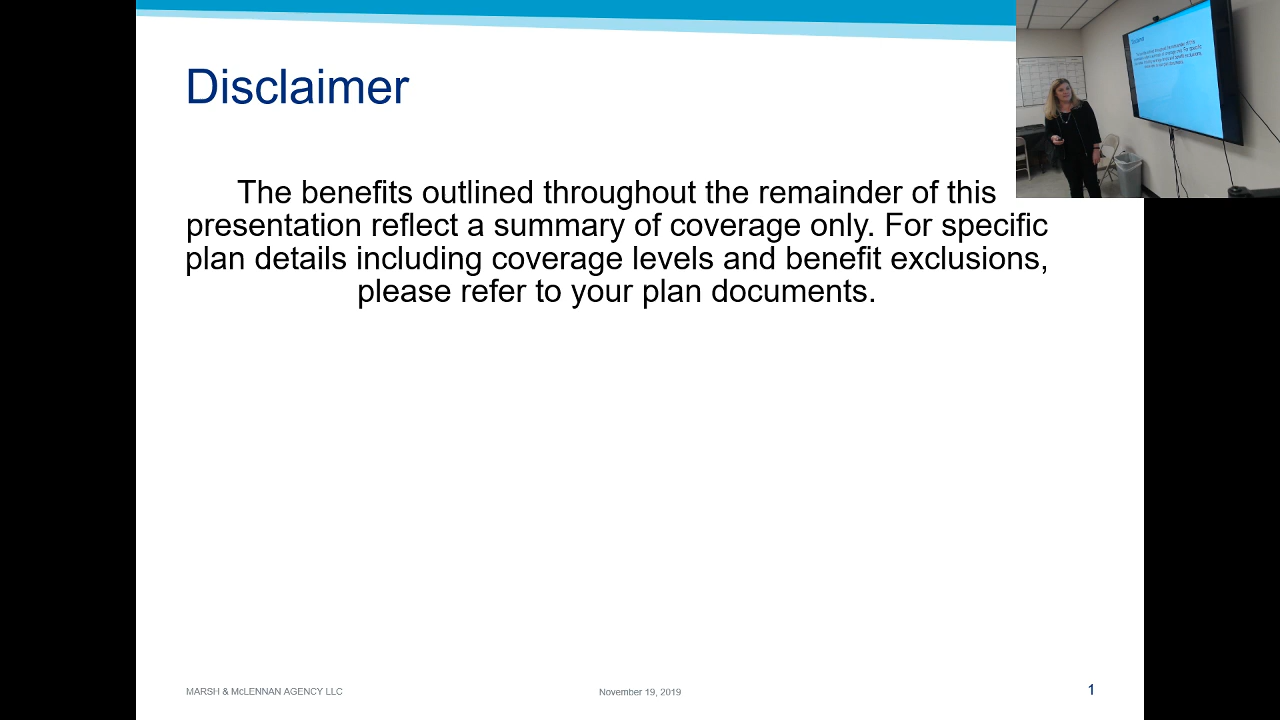 Disclaimer
The benefits outlined throughout the remainder of this
presentation reflect a summary of coverage only. For specific
plan details including coverage levels and benefit exclusions,
please refer to your plan documents.
MARSH & McLENNAN AGENCY LLC
November 19, 2019
1
Disclaimer